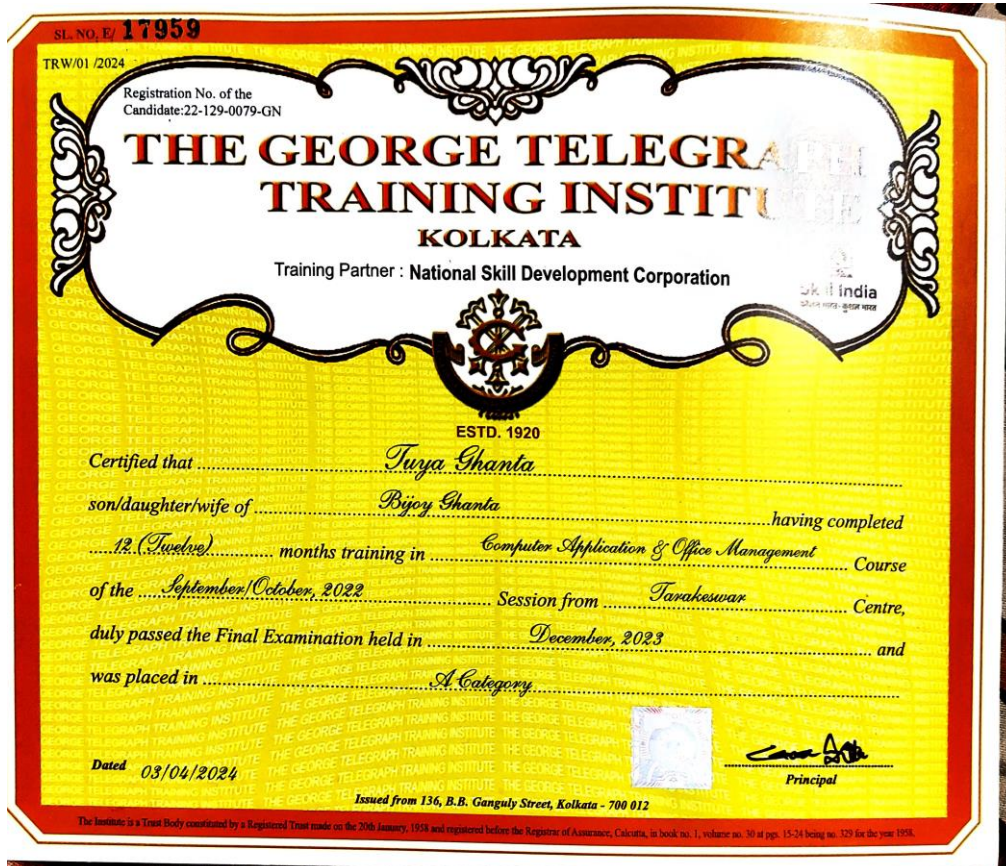 SL. NO. E/ 17959
TRW/01 /2024
Registration No. of the
Candidate:22-129-0079-GN
THE GEORGE TELEGRA
TRAINING INSTITU
KOLKATA
Training Partner : National Skill Development Corporation
Skill India
कौशल भारत - कुशल भारत
ESTD. 1920
Certified that Tuya Ghanta
son/daughter/wife of Bijoy Ghanta having completed
12 (Twelve) months training in Computer Application & Office Management Course
of the September/October, 2022 Session from Tarakeswar Centre,
duly passed the Final Examination held in December, 2023 and
was placed in A Category
Dated 03/04/2024
Principal
Issued from 136, B.B. Ganguly Street, Kolkata - 700 012
The Institute is a Trust Body constituted by a Registered Trust made on the 20th January, 1958 and registered before the Registrar of Assurance, Calcutta, in book no. 1, volume no. 30 at pgs. 15-24 being no. 329 for the year 1958.